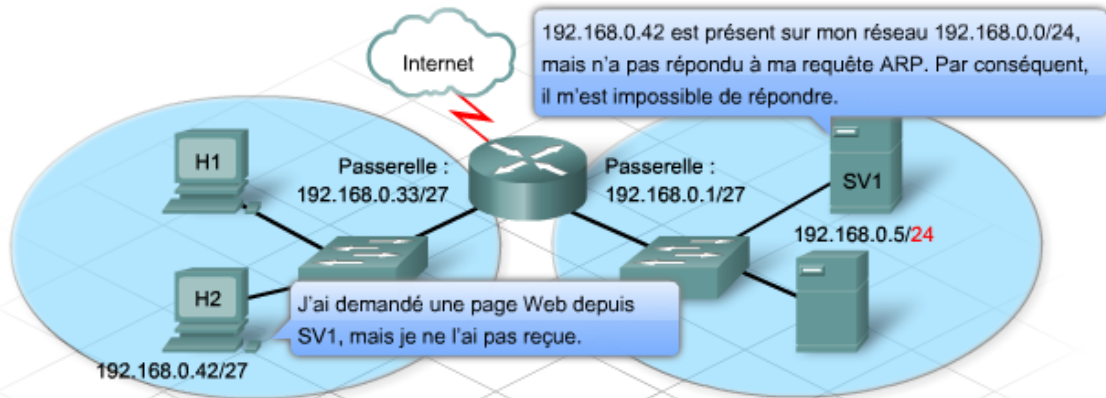 192.168.0.42 est présent sur mon réseau 192.168.0.0/24,
mais n'a pas répondu à ma requête ARP. Par conséquent,
il m'est impossible de répondre.
Internet
H1
Passerelle :
192.168.0.33/27
Passerelle :
192.168.0.1/27
SV1
192.168.0.5/24
H2
J'ai demandé une page Web depuis
SV1, mais je ne l'ai pas reçue.
192.168.0.42/27